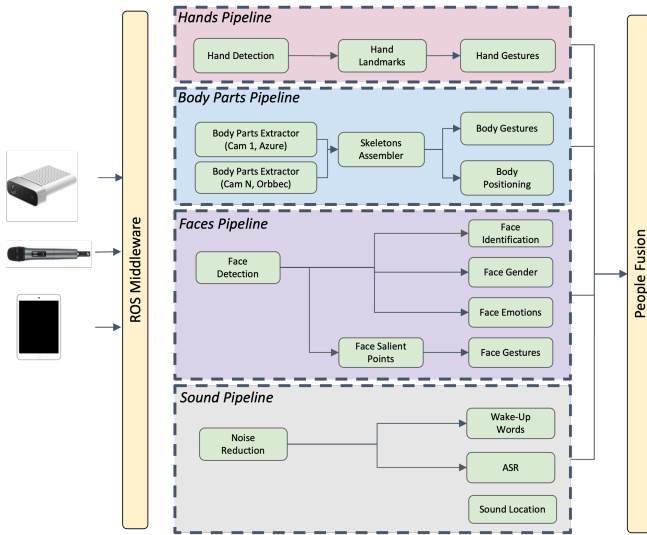 ROS Middleware
Hands Pipeline
Hand Detection
Hand
Landmarks
Hand Gestures
Body Parts Pipeline
Body Parts Extractor
(Cam 1, Azure)
Body Parts Extractor
(Cam N, Orbbec)
Skeletons
Assembler
Body Gestures
Body
Positioning
Faces Pipeline
Face
Detection
Face
Identification
Face Gender
Face Emotions
Face Salient
Points
Face Gestures
Sound Pipeline
Noise
Reduction
Wake-Up
Words
ASR
Sound Location
People Fusion